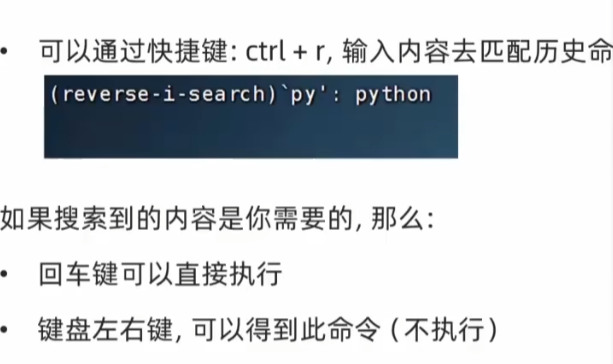 • 可以通过快捷键: ctrl + r, 输入内容去匹配历史命
(reverse-i-search)`py': python
如果搜索到的内容是你需要的, 那么:
• 回车键可以直接执行
• 键盘左右键, 可以得到此命令 ( 不执行 )